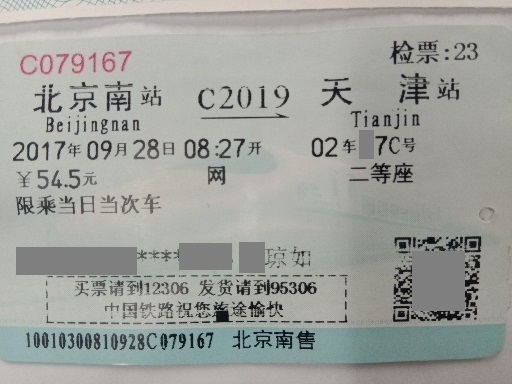 C079167
检票:23
北京南站 C2019 天津站
Beijingnan Tianjin
2017年09月28日08:27开 02车7C号
¥54.5元 网 二等座
限乘当日当次车
**** 琼如
买票请到12306 发货请到95306
中国铁路祝您旅途愉快
10010300810928C079167 北京南售